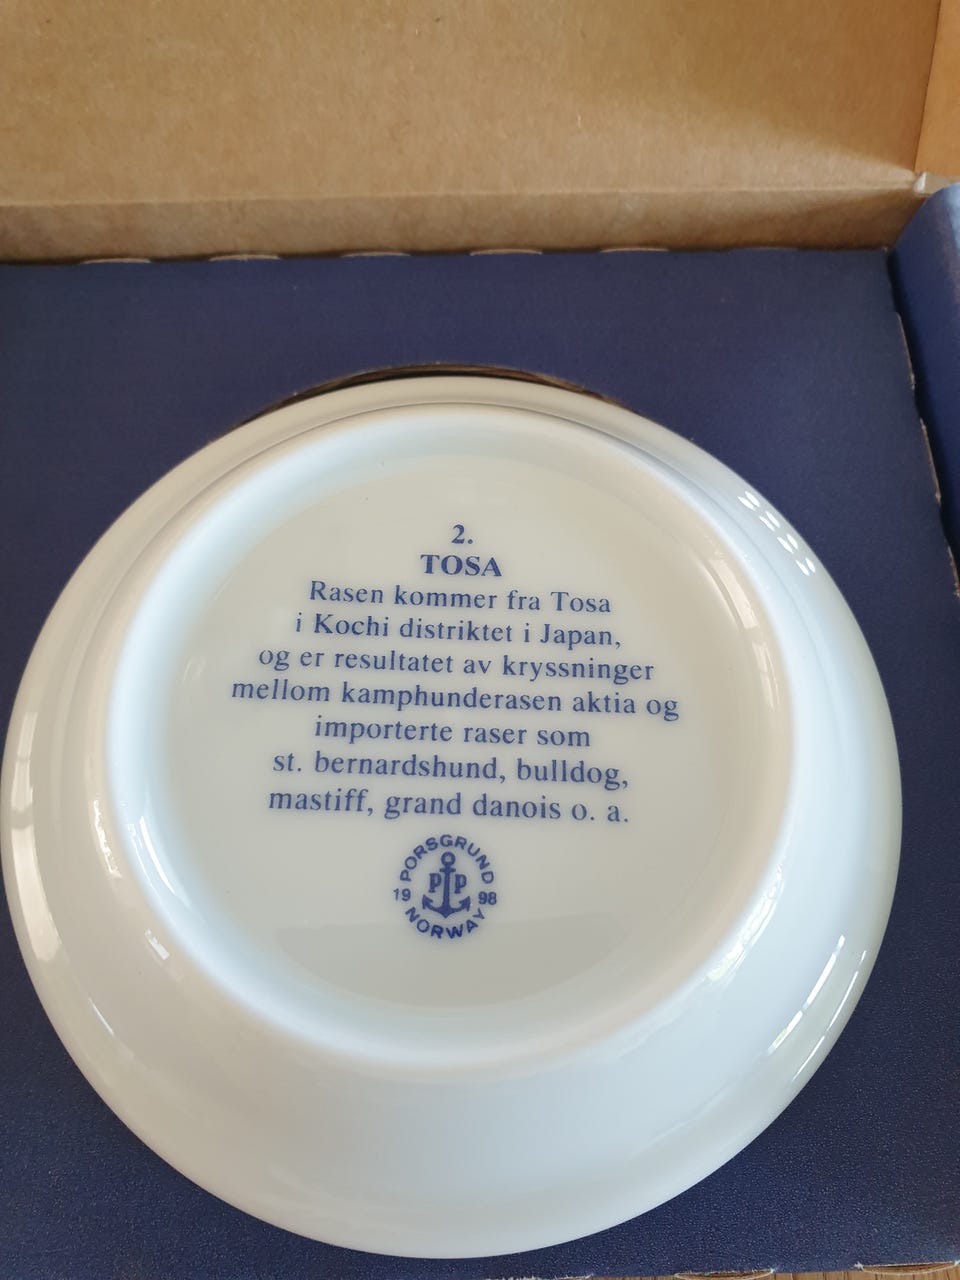 2.
TOSA
Rasen kommer fra Tosa
i Kochi distriktet i Japan,
og er resultatet av kryssninger
mellom kamphunderasen aktia og
importerte raser som
st. bernardshund, bulldog,
mastiff, grand danois o. a.
PORSGRUND
PP
19 98
NORWAY